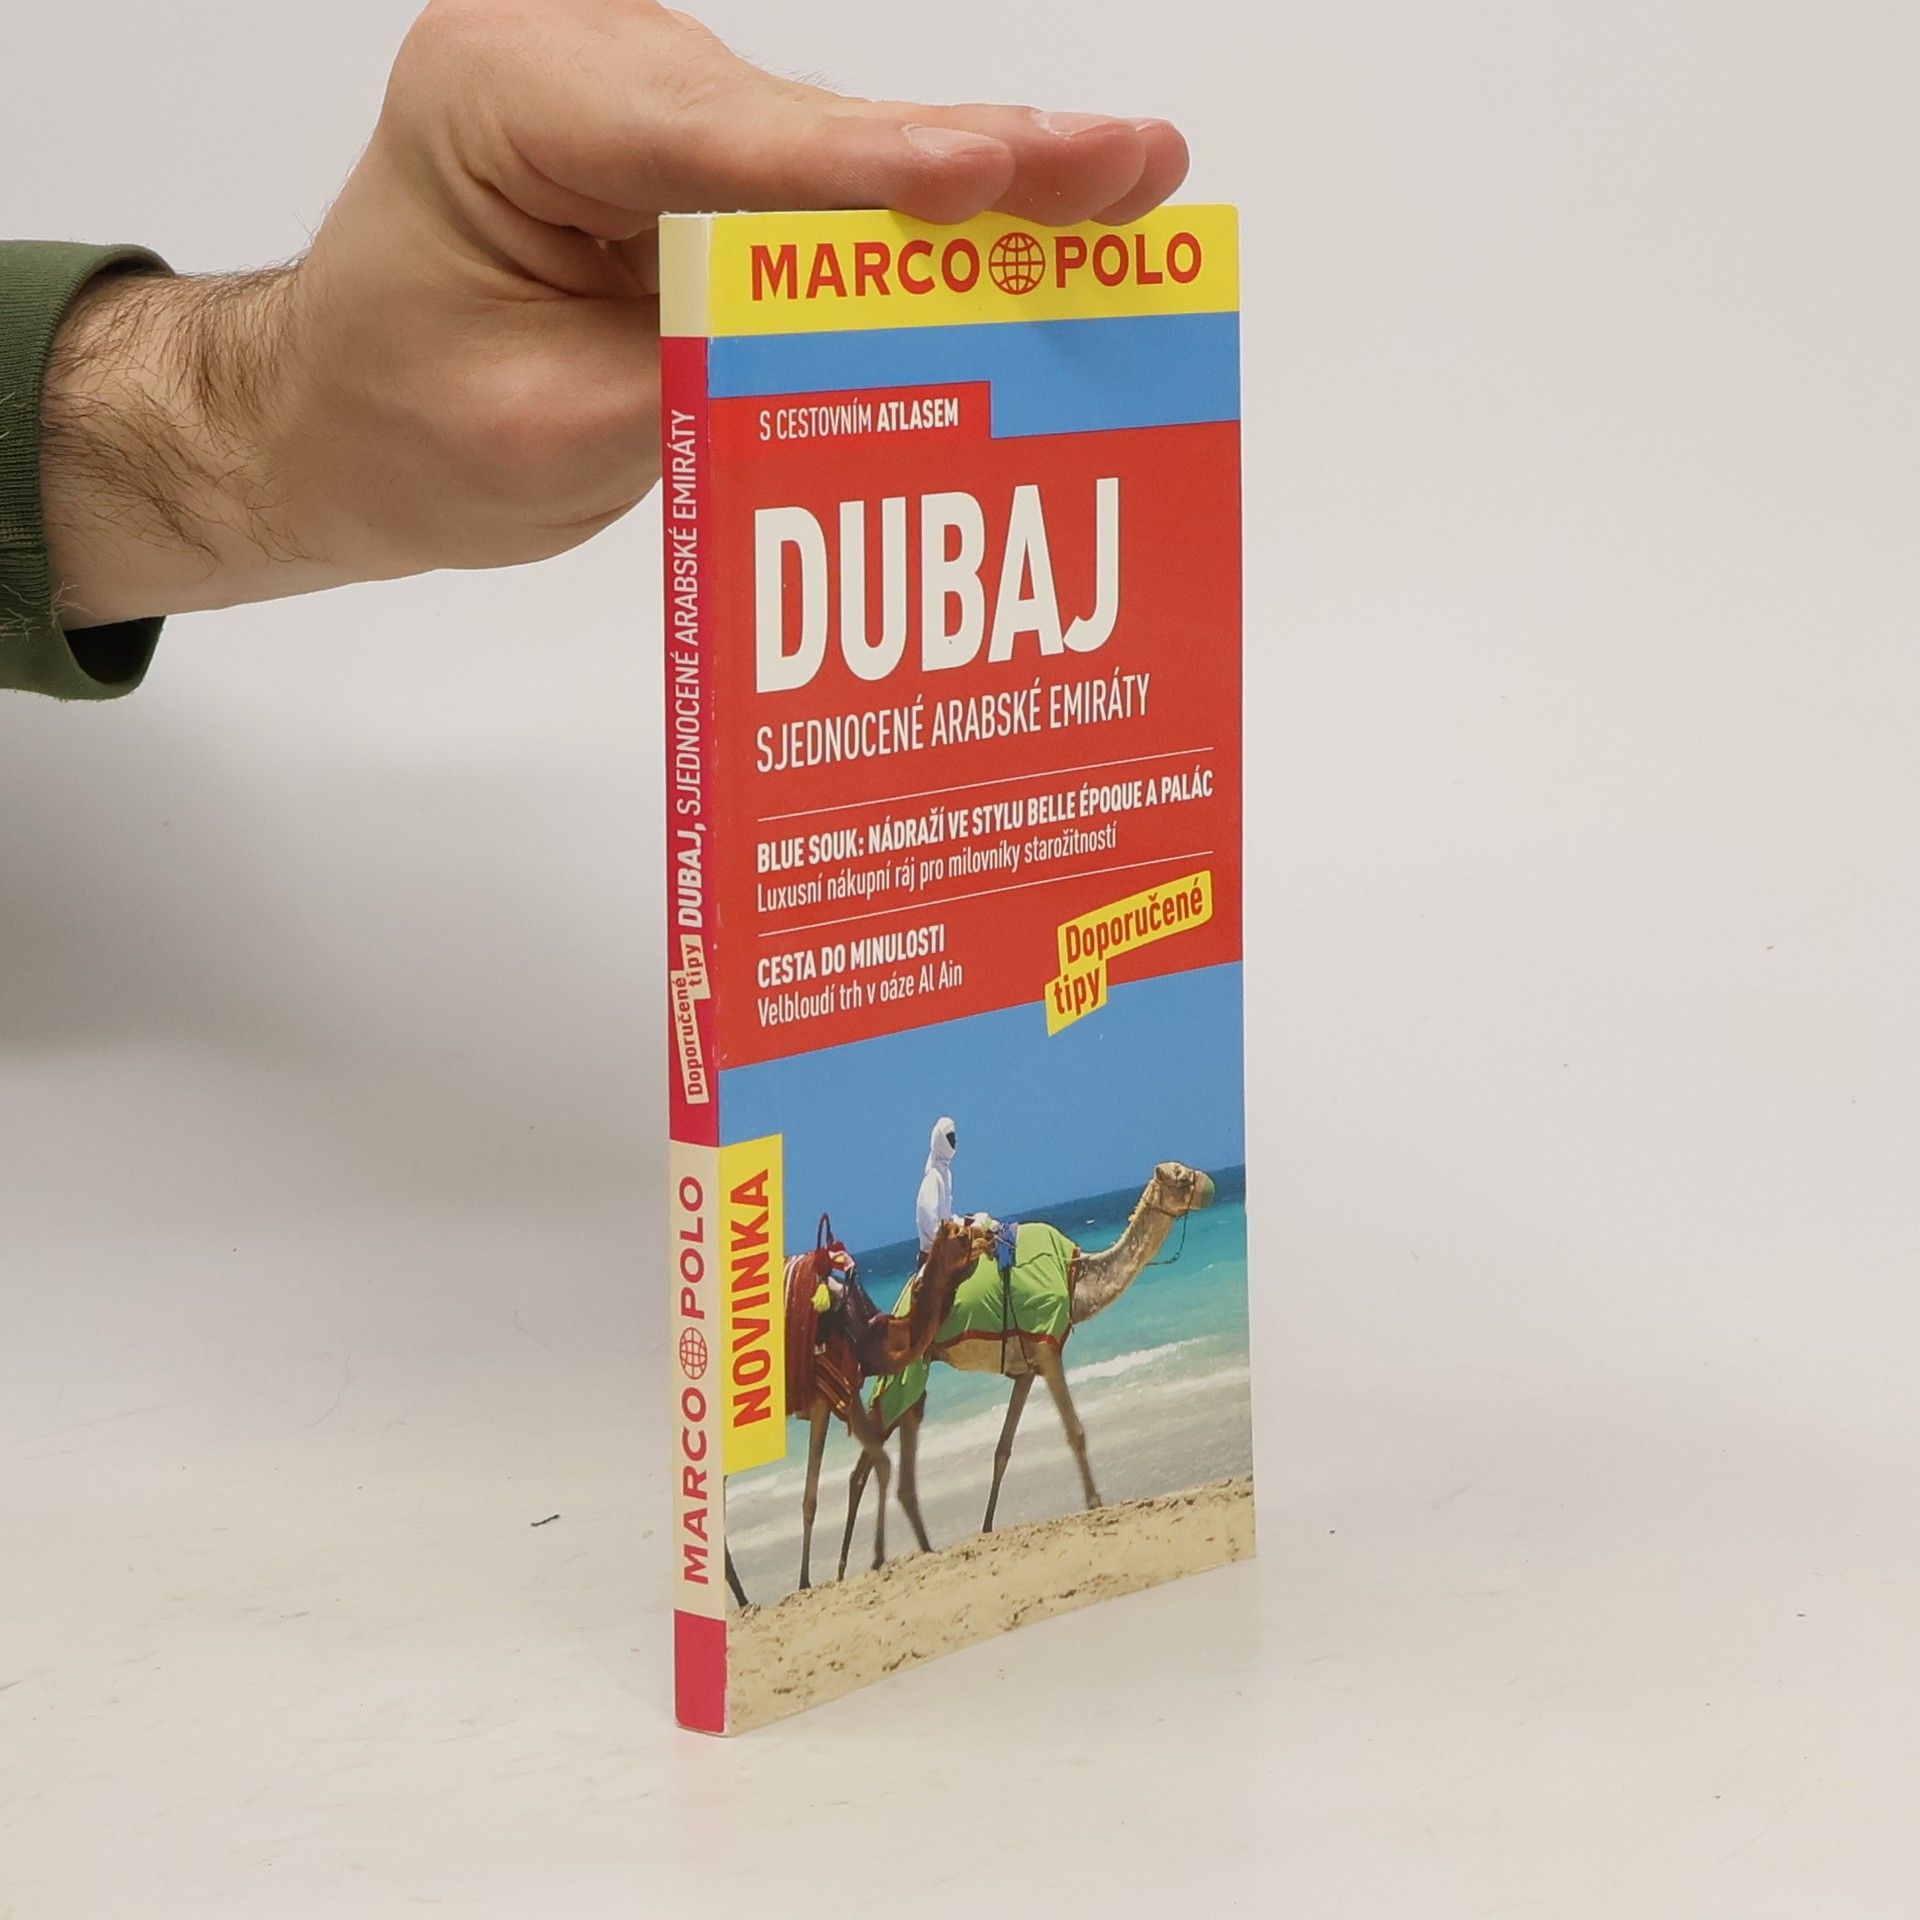 MARCO POLO
S CESTOVNÍM ATLASEM
DUBAJ
SJEDNOCENÉ ARABSKÉ EMIRÁTY
BLUE SOUK: NÁDRAŽÍ VE STYLU BELLE ÉPOQUE A PALÁC
Luxusní nákupní ráj pro milovníky starožitností
CESTA DO MINULOSTI
Velbloudí trh v oáze Al Ain
Doporučené
tipy
NOVINKA
MARCO POLO
Doporučené
tipy
DUBAJ, SJEDNOCENÉ ARABSKÉ EMIRÁTY